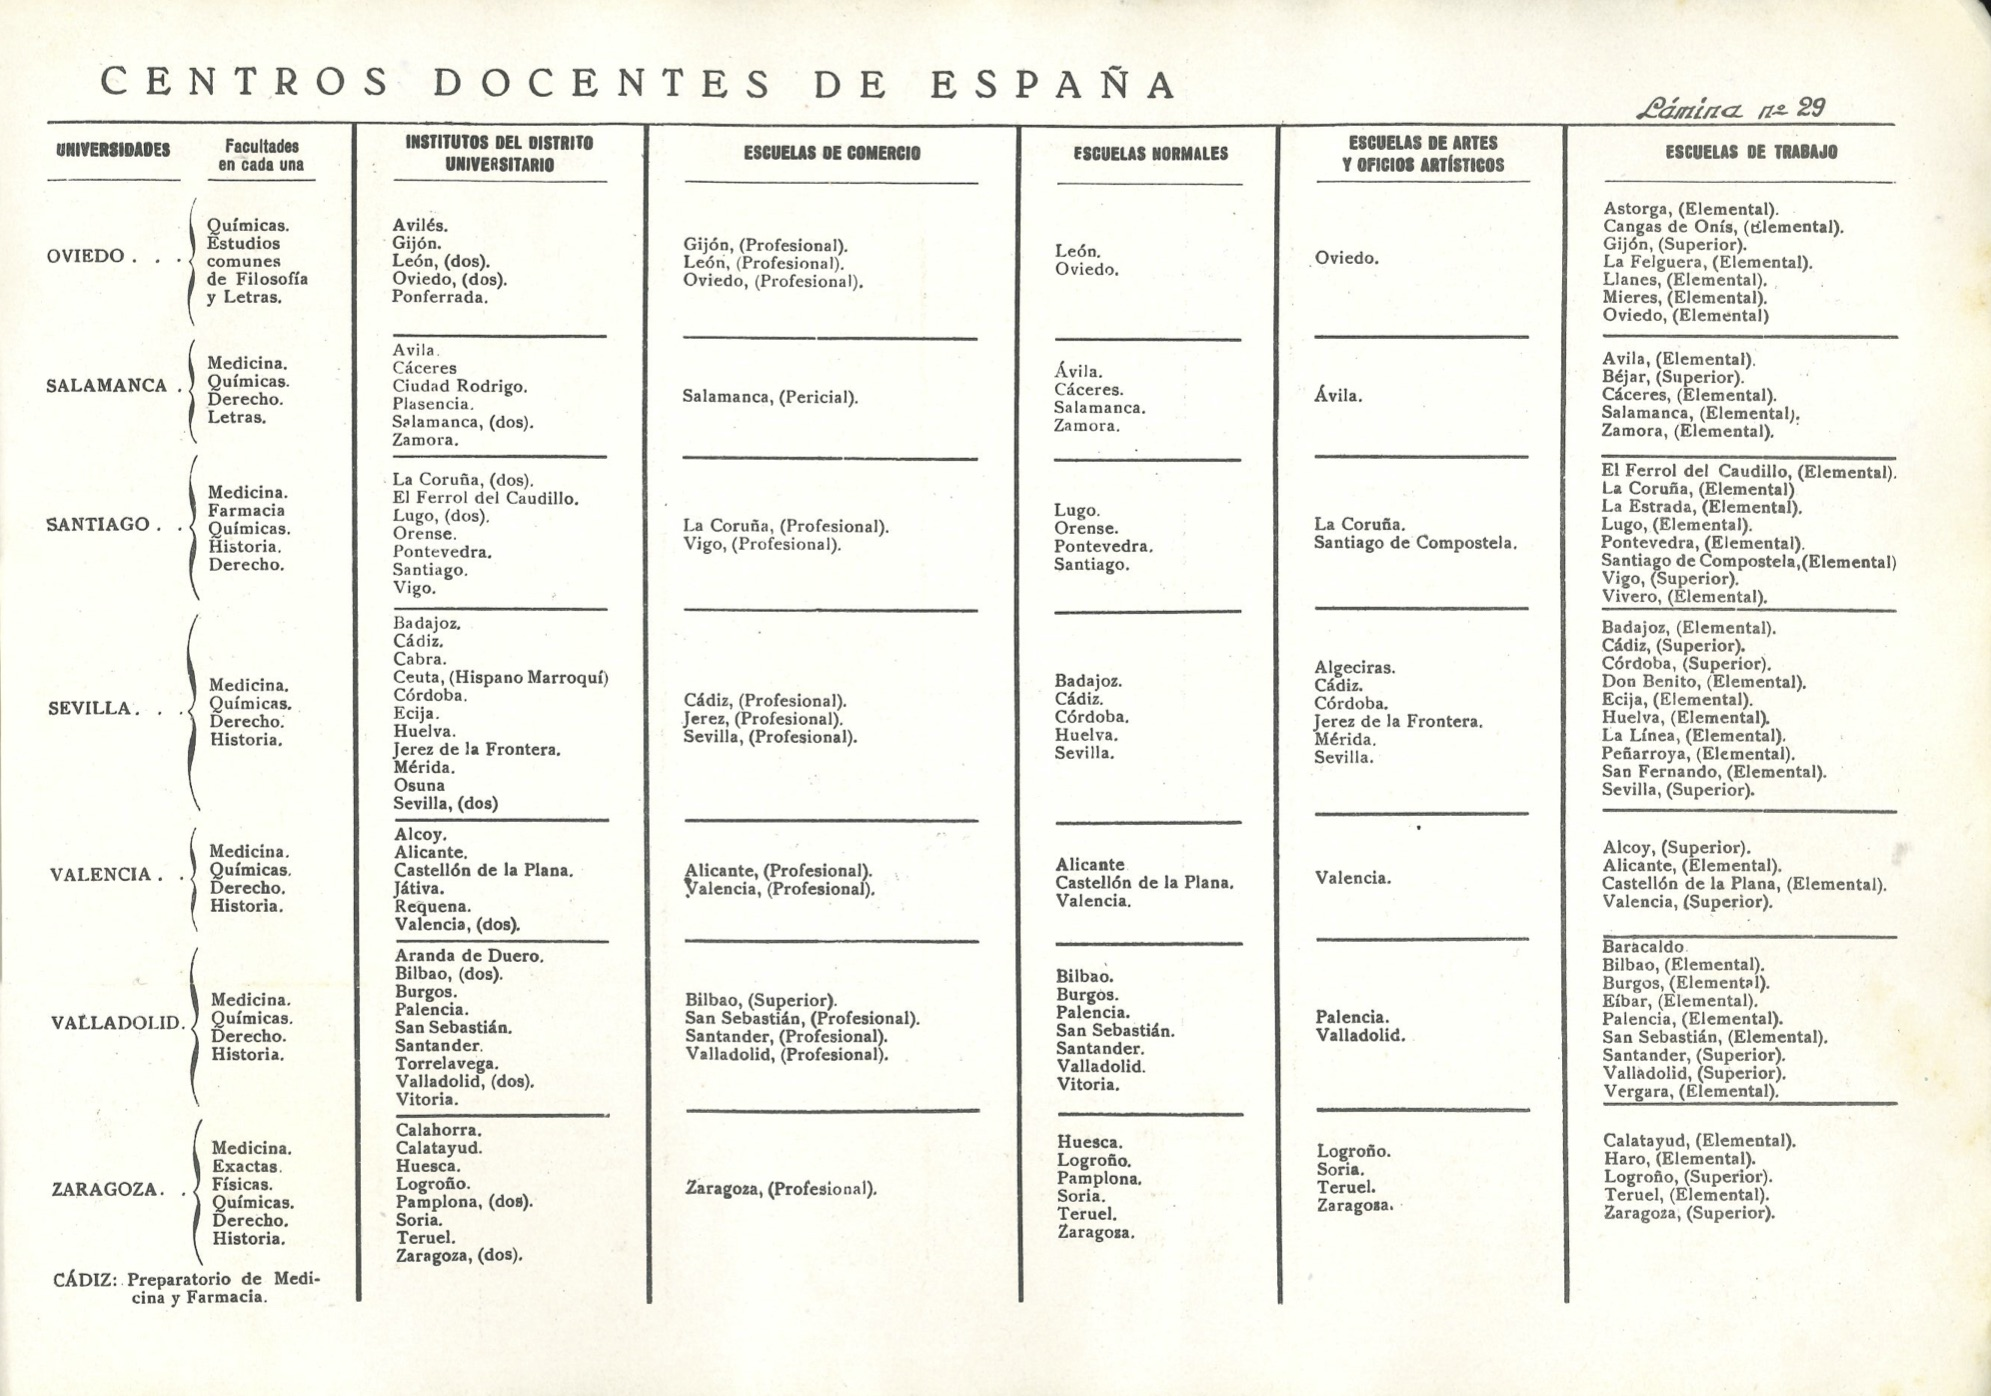 CENTROS DOCENTES DE ESPAÑA
Lámina nº 29
UNIVERSIDADES
Facultades
en cada una
INSTITUTOS DEL DISTRITO
UNIVERSITARIO
ESCUELAS DE COMERCIO
ESCUELAS NORMALES
ESCUELAS DE ARTES
Y OFICIOS ARTÍSTICOS
ESCUELAS DE TRABAJO
OVIEDO . . .
Químicas.
Estudios
comunes
de Filosofía
y Letras.
Avilés.
Gijón.
León, (dos).
Oviedo, (dos).
Ponferrada.
Gijón, (Profesional).
León, (Profesional).
Oviedo, (Profesional).
León.
Oviedo.
Oviedo.
Astorga, (Elemental).
Cangas de Onís, (Elemental).
Gijón, (Superior).
La Felguera, (Elemental).
Llanes, (Elemental).
Mieres, (Elemental).
Oviedo, (Elemental)
SALAMANCA .
Medicina.
Químicas.
Derecho.
Letras.
Avila.
Cáceres
Ciudad Rodrigo.
Plasencia.
Salamanca, (dos).
Zamora.
Salamanca, (Pericial).
Ávila.
Cáceres.
Salamanca.
Zamora.
Ávila.
Avila, (Elemental).
Béjar, (Superior).
Cáceres, (Elemental).
Salamanca, (Elemental).
Zamora, (Elemental).
SANTIAGO . .
Medicina.
Farmacia
Químicas.
Historia.
Derecho.
La Coruña, (dos).
El Ferrol del Caudillo.
Lugo, (dos).
Orense.
Pontevedra.
Santiago.
Vigo.
La Coruña, (Profesional).
Vigo, (Profesional).
Lugo.
Orense.
Pontevedra.
Santiago.
La Coruña.
Santiago de Compostela.
El Ferrol del Caudillo, (Elemental).
La Coruña, (Elemental)
La Estrada, (Elemental).
Lugo, (Elemental).
Pontevedra, (Elemental).
Santiago de Compostela,(Elemental)
Vigo, (Superior).
Vivero, (Elemental).
SEVILLA. . .
Medicina.
Químicas.
Derecho.
Historia.
Badajoz.
Cádiz.
Cabra.
Ceuta, (Hispano Marroquí)
Córdoba.
Ecija.
Huelva.
Jerez de la Frontera.
Mérida.
Osuna
Sevilla, (dos)
Cádiz, (Profesional).
Jerez, (Profesional).
Sevilla, (Profesional).
Badajoz.
Cádiz.
Córdoba.
Huelva.
Sevilla.
Algeciras.
Cádiz.
Córdoba.
Jerez de la Frontera.
Mérida.
Sevilla.
Badajoz, (Elemental).
Cádiz, (Superior).
Córdoba, (Superior).
Don Benito, (Elemental).
Ecija, (Elemental).
Huelva, (Elemental).
La Línea, (Elemental).
Peñarroya, (Elemental).
San Fernando, (Elemental).
Sevilla, (Superior).
VALENCIA . .
Medicina.
Químicas.
Derecho.
Historia.
Alcoy.
Alicante.
Castellón de la Plana.
Játiva.
Requena.
Valencia, (dos).
Alicante, (Profesional).
Valencia, (Profesional).
Alicante
Castellón de la Plana.
Valencia.
Valencia.
Alcoy, (Superior).
Alicante, (Elemental).
Castellón de la Plana, (Elemental).
Valencia, (Superior).
VALLADOLID.
Medicina.
Químicas.
Derecho.
Historia.
Aranda de Duero.
Bilbao, (dos).
Burgos.
Palencia.
San Sebastián.
Santander.
Torrelavega.
Valladolid, (dos).
Vitoria.
Bilbao, (Superior).
San Sebastián, (Profesional).
Santander, (Profesional).
Valladolid, (Profesional).
Bilbao.
Burgos.
Palencia.
San Sebastián.
Santander.
Valladolid.
Vitoria.
Palencia.
Valladolid.
Baracaldo
Bilbao, (Elemental).
Burgos, (Elemental).
Eíbar, (Elemental).
Palencia, (Elemental).
San Sebastián, (Elemental).
Santander, (Superior).
Valladolid, (Superior).
Vergara, (Elemental).
ZARAGOZA. .
Medicina.
Exactas.
Físicas.
Químicas.
Derecho.
Historia.
Calahorra.
Calatayud.
Huesca.
Logroño.
Pamplona, (dos).
Soria.
Teruel.
Zaragoza, (dos).
Zaragoza, (Profesional).
Huesca.
Logroño.
Pamplona.
Soria.
Teruel.
Zaragoza.
Logroño.
Soria.
Teruel.
Zaragoza.
Calatayud, (Elemental).
Haro, (Elemental).
Logroño, (Superior).
Teruel, (Elemental).
Zaragoza, (Superior).
CÁDIZ: Preparatorio de Medi-
cina y Farmacia.